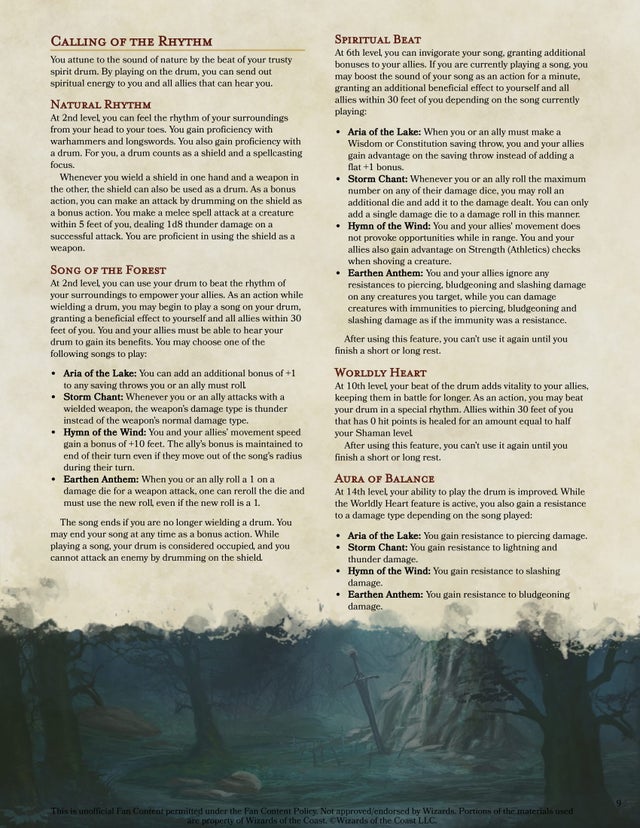 Calling of the Rhythm
You attune to the sound of nature by the beat of your trusty
spirit drum. By playing on the drum, you can send out
spiritual energy to you and all allies that can hear you.
Natural Rhythm
At 2nd level, you can feel the rhythm of your surroundings
from your head to your toes. You gain proficiency with
warhammers and longswords. You also gain proficiency with
a drum. For you, a drum counts as a shield and a spellcasting
focus.
Whenever you wield a shield in one hand and a weapon in
the other, the shield can also be used as a drum. As a bonus
action, you can make an attack by drumming on the shield as
a bonus action. You make a melee spell attack at a creature
within 5 feet of you, dealing 1d8 thunder damage on a
successful attack. You are proficient in using the shield as a
weapon.
Song of the Forest
At 2nd level, you can use your drum to beat the rhythm of
your surroundings to empower your allies. As an action while
wielding a drum, you may begin to play a song on your drum,
granting a beneficial effect to yourself and all allies within 30
feet of you. You and your allies must be able to hear your
drum to gain its benefits. You may choose one of the
following songs to play:
• Aria of the Lake: You can add an additional bonus of +1
to any saving throws you or an ally must roll.
• Storm Chant: Whenever you or an ally attacks with a
wielded weapon, the weapon's damage type is thunder
instead of the weapon's normal damage type.
• Hymn of the Wind: You and your allies' movement speed
gain a bonus of +10 feet. The ally's bonus is maintained to
end of their turn even if they move out of the song's radius
during their turn.
• Earthen Anthem: When you or an ally roll a 1 on a
damage die for a weapon attack, one can reroll the die and
must use the new roll, even if the new roll is a 1.
The song ends if you are no longer wielding a drum. You
may end your song at any time as a bonus action. While
playing a song, your drum is considered occupied, and you
cannot attack an enemy by drumming on the shield.
Spiritual Beat
At 6th level, you can invigorate your song, granting additional
bonuses to your allies. If you are currently playing a song, you
may boost the sound of your song as an action for a minute,
granting an additional beneficial effect to yourself and all
allies within 30 feet of you depending on the song currently
playing:
• Aria of the Lake: When you or an ally must make a
Wisdom or Constitution saving throw, you and your allies
gain advantage on the saving throw instead of adding a
flat +1 bonus.
• Storm Chant: Whenever you or an ally roll the maximum
number on any of their damage dice, you may roll an
additional die and add it to the damage dealt. You can only
add a single damage die to a damage roll in this manner.
• Hymn of the Wind: You and your allies' movement does
not provoke opportunities while in range. You and your
allies also gain advantage on Strength (Athletics) checks
when shoving a creature.
• Earthen Anthem: You and your allies ignore any
resistances to piercing, bludgeoning and slashing damage
on any creatures you target, while you can damage
creatures with immunities to piercing, bludgeoning and
slashing damage as if the immunity was a resistance.
After using this feature, you can't use it again until you
finish a short or long rest.
Worldly Heart
At 10th level, your beat of the drum adds vitality to your allies,
keeping them in battle for longer. As an action, you may beat
your drum in a special rhythm. Allies within 30 feet of you
that has 0 hit points is healed for an amount equal to half
your Shaman level.
After using this feature, you can't use it again until you
finish a short or long rest.
Aura of Balance
At 14th level, your ability to play the drum is improved. While
the Worldly Heart feature is active, you also gain a resistance
to a damage type depending on the song played:
• Aria of the Lake: You gain resistance to piercing damage.
• Storm Chant: You gain resistance to lightning and
thunder damage.
• Hymn of the Wind: You gain resistance to slashing
damage.
• Earthen Anthem: You gain resistance to bludgeoning
damage.
9
This is unofficial Fan Content permitted under the Fan Content Policy. Not approved/endorsed by Wizards. Portions of the materials used
are property of Wizards of the Coast. ©Wizards of the Coast LLC.